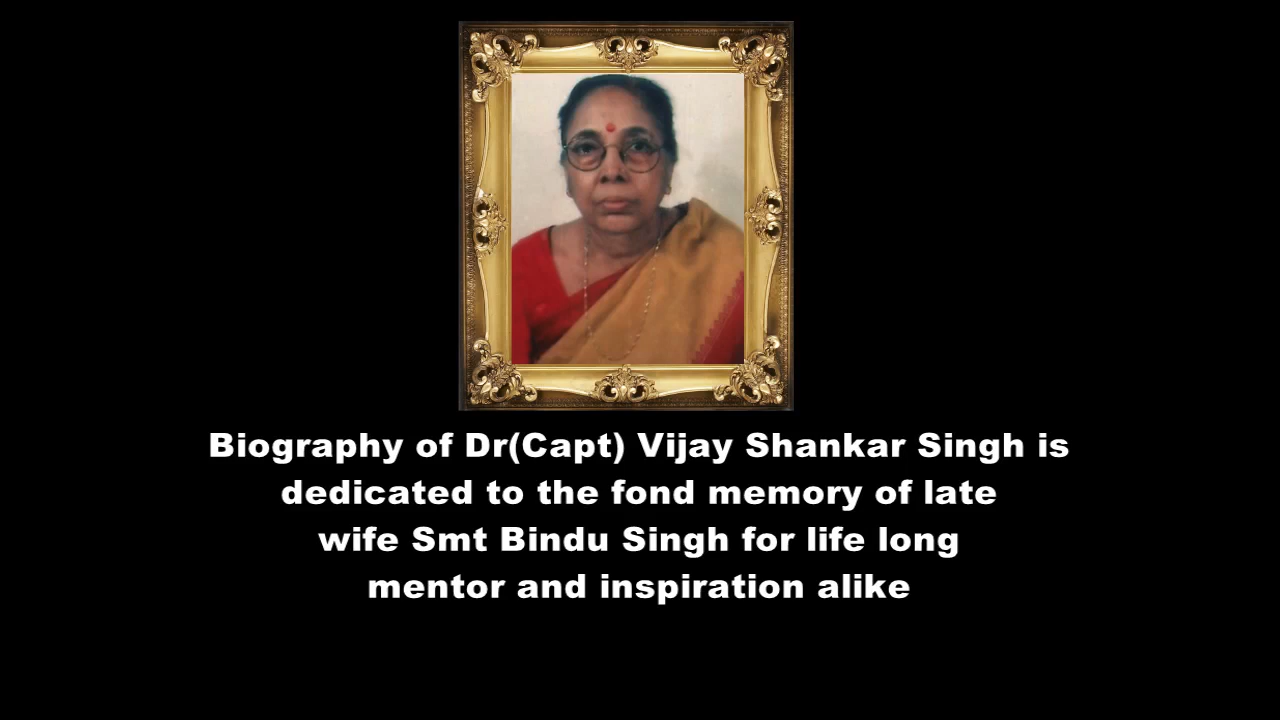 Biography of Dr(Capt) Vijay Shankar Singh is
dedicated to the fond memory of late
wife Smt Bindu Singh for life long
mentor and inspiration alike